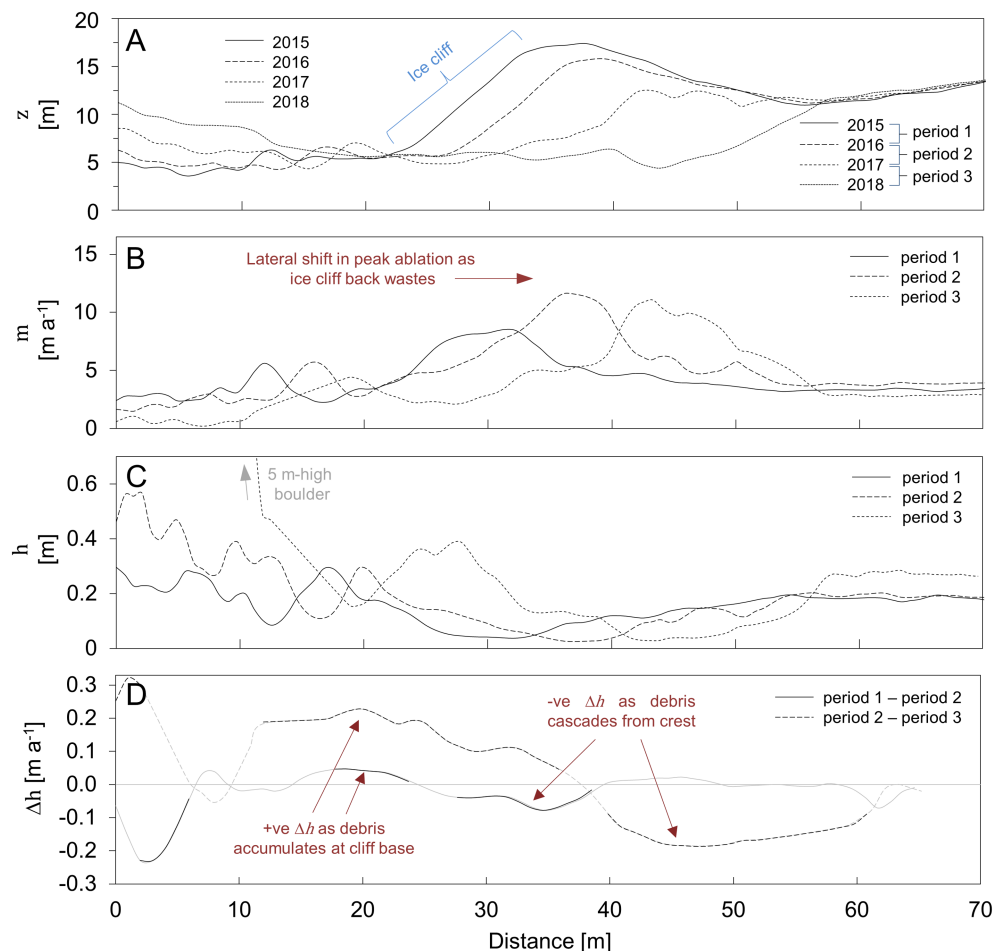 A
20
15
10
5
0
z
[m]
2015
2016
2017
2018
Ice cliff
2015
2016
2017
2018
period 1
period 2
period 3
B
15
10
5
0
m
[m a-1]
Lateral shift in peak ablation as
ice cliff back wastes
period 1
period 2
period 3
C
0.6
0.4
0.2
0
h
[m]
5 m-high
boulder
period 1
period 2
period 3
D
0.3
0.2
0.1
0.0
-0.1
-0.2
-0.3
Δh [m a-1]
-ve Δh as debris
cascades from crest
period 1 – period 2
period 2 – period 3
+ve Δh as debris
accumulates at cliff base
0 10 20 30 40 50 60 70
Distance [m]